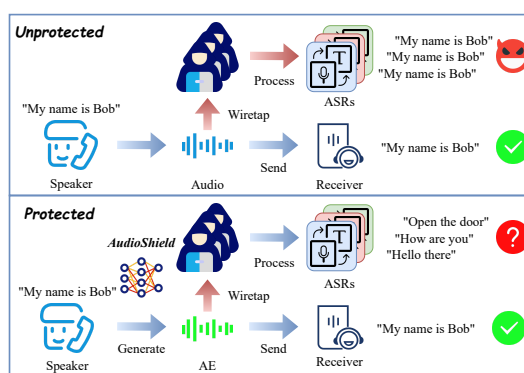 Unprotected
"My name is Bob"
"My name is Bob"
"My name is Bob"
Process
T
ASRs
"My name is Bob"
Wiretap
Send
"My name is Bob"
Speaker
Audio
Receiver
Protected
AudioShield
"Open the door"
"How are you"
"Hello there"
?
Process
T
ASRs
"My name is Bob"
Wiretap
Generate
Send
"My name is Bob"
Speaker
AE
Receiver